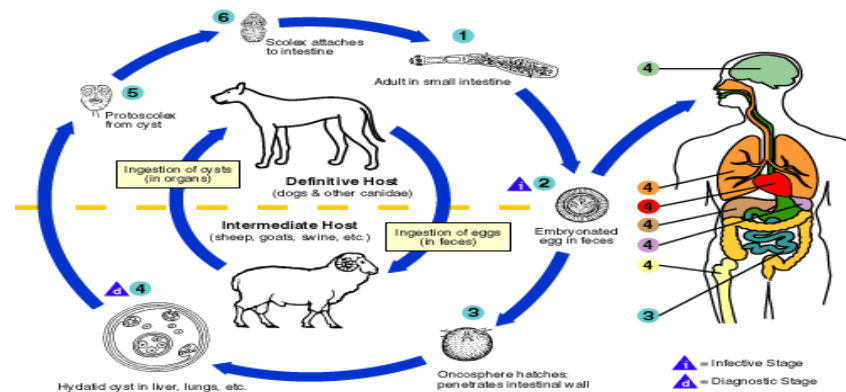 6
Scolex attaches
to intestine
1
Adult in small intestine
5
Protoscolex
from cyst
Ingestion of cysts
(in organs)
Definitive Host
(dogs & other canidae)
i 2
Embryonated
egg in feces
Intermediate Host
(sheep, goats, swine, etc.)
Ingestion of eggs
(in feces)
d 4
Hydatid cyst in liver, lungs, etc.
3
Oncosphere hatches;
penetrates intestinal wall
4
4
4
4
4
4
3
i = Infective Stage
d = Diagnostic Stage